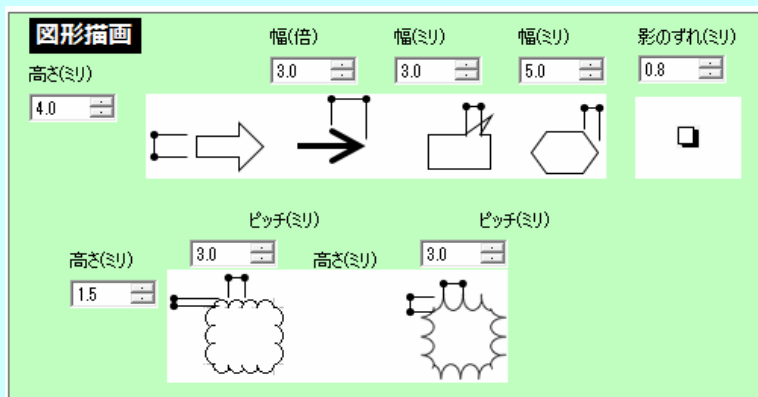 図形描画
幅(倍) 幅(ミリ) 幅(ミリ) 影のずれ(ミリ)
高さ(ミリ)
3.0 3.0 5.0 0.8
4.0
ピッチ(ミリ) ピッチ(ミリ)
高さ(ミリ) 3.0 高さ(ミリ) 3.0
1.5